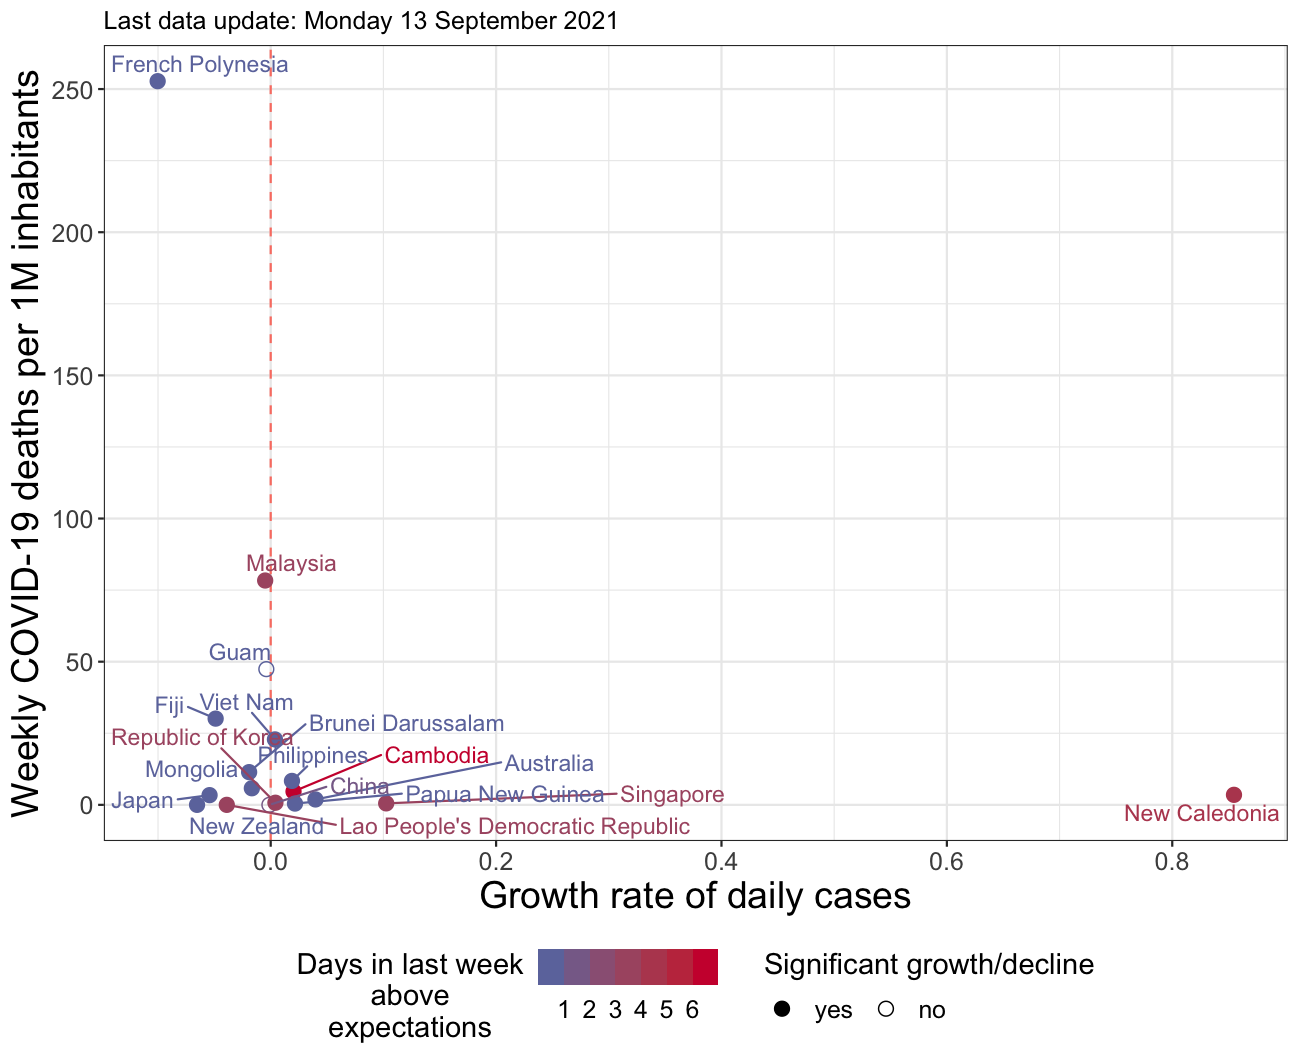 Last data update: Monday 13 September 2021
Weekly COVID-19 deaths per 1M inhabitants
250
200
150
100
50
0
French Polynesia
Malaysia
Guam
Fiji
Viet Nam
Brunei Darussalam
Republic of Korea
Philippines
Cambodia
Mongolia
Australia
China
Japan
Papua New Guinea
Singapore
New Caledonia
New Zealand
Lao People's Democratic Republic
0.0
0.2
0.4
0.6
0.8
Growth rate of daily cases
Days in last week
above
expectations
1 2 3 4 5 6
Significant growth/decline
yes
no